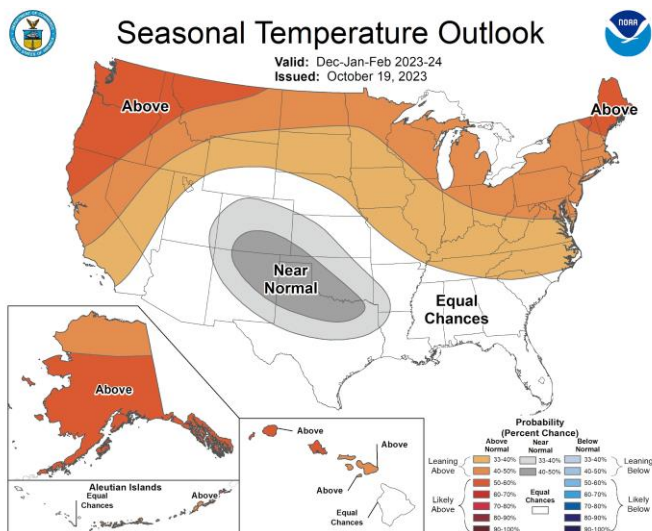 Seasonal Temperature Outlook
NOAA
Valid: Dec-Jan-Feb 2023-24
Issued: October 19, 2023
Above
Above
Near
Normal
Equal
Chances
Above
Aleutian Islands
Equal
Chances
Above
Above
Above
Above
Equal
Chances
Probability
(Percent Chance)
Above
Normal
Near
Normal
Below
Normal
Leaning
Above
33-40%
33-40%
33-40%
Leaning
Below
40-50%
40-50%
40-50%
Likely
Above
50-60%
Equal
Chances
50-60%
Likely
Below
60-70%
60-70%
70-80%
70-80%
80-90%
80-90%
90-100%
90-100%